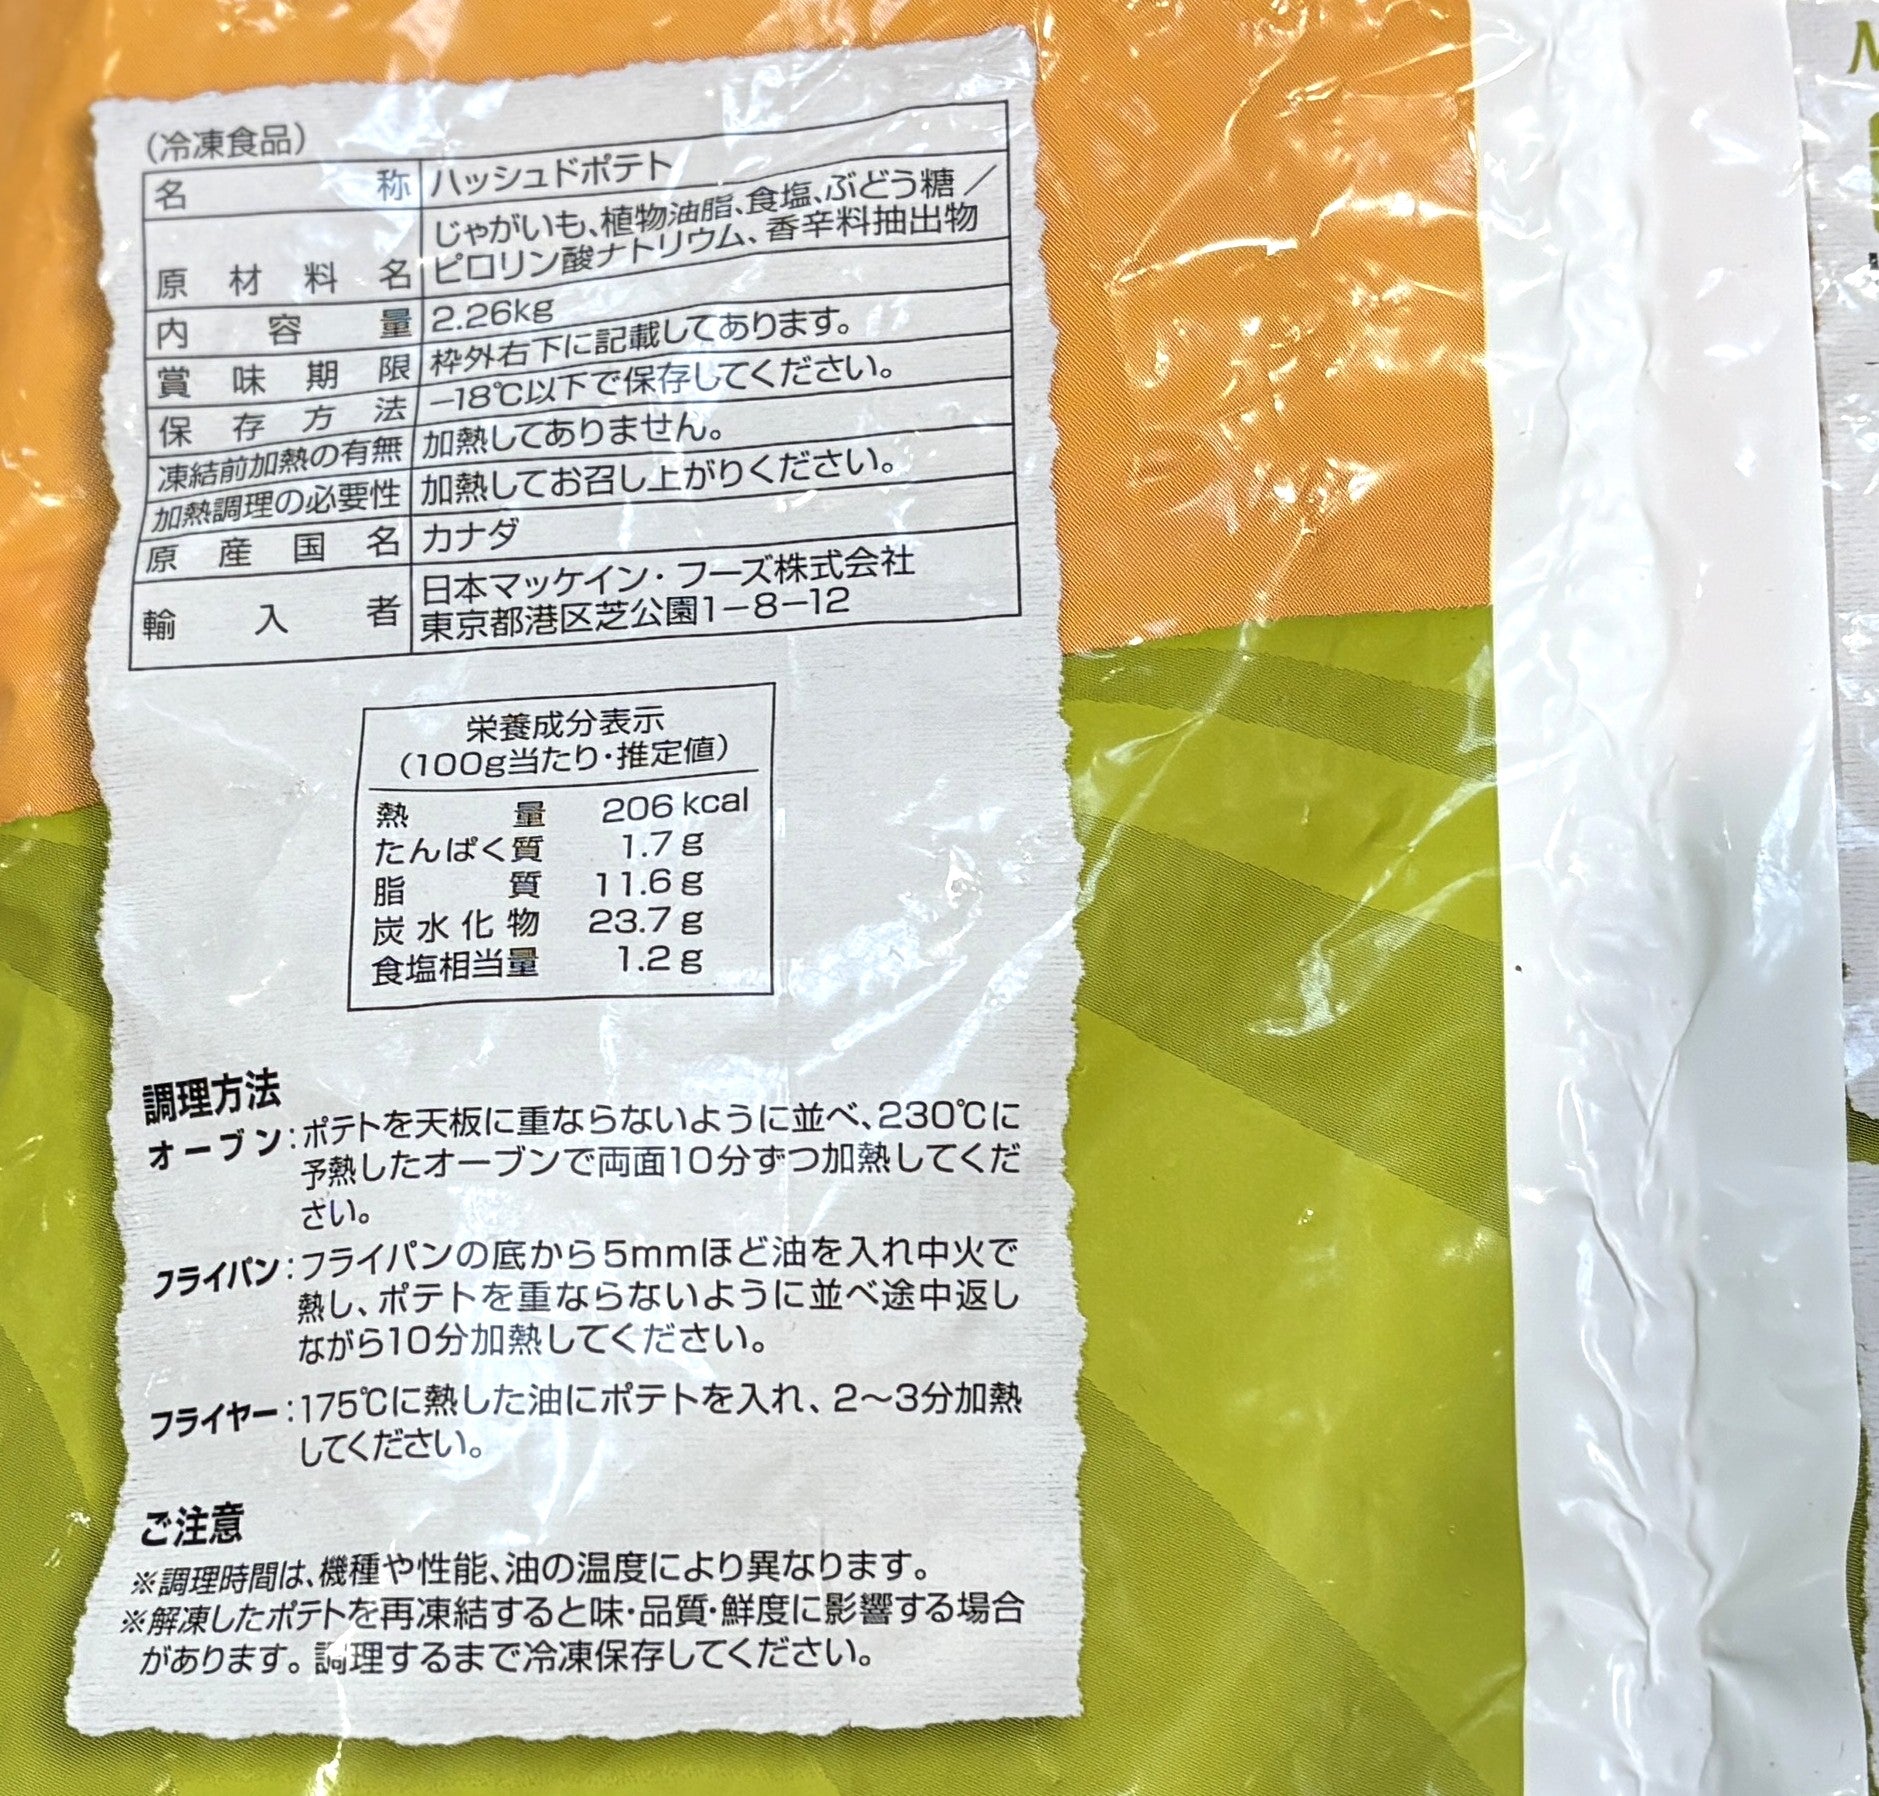 (冷凍食品)
名称 ハッシュドポテト
原材料名 じゃがいも、植物油脂、食塩、ぶどう糖／
ピロリン酸ナトリウム、香辛料抽出物
内容量 2.26kg
賞味期限 枠外右下に記載してあります。
保存方法 −18℃以下で保存してください。
凍結前加熱の有無 加熱してありません。
加熱調理の必要性 加熱してお召し上がりください。
原産国名 カナダ
輸入者 日本マッケイン・フーズ株式会社
東京都港区芝公園1−8−12
栄養成分表示
(100g当たり・推定値)
熱量 206 kcal
たんぱく質 1.7 g
脂質 11.6 g
炭水化物 23.7 g
食塩相当量 1.2 g
調理方法
オーブン：ポテトを天板に重ならないように並べ、230℃に
予熱したオーブンで両面10分ずつ加熱してくだ
さい。
フライパン：フライパンの底から5mmほど油を入れ中火で
熱し、ポテトを重ならないように並べ途中返し
ながら10分加熱してください。
フライヤー：175℃に熱した油にポテトを入れ、2〜3分加熱
してください。
ご注意
※調理時間は、機種や性能、油の温度により異なります。
※解凍したポテトを再凍結すると味・品質・鮮度に影響する場合
があります。調理するまで冷凍保存してください。